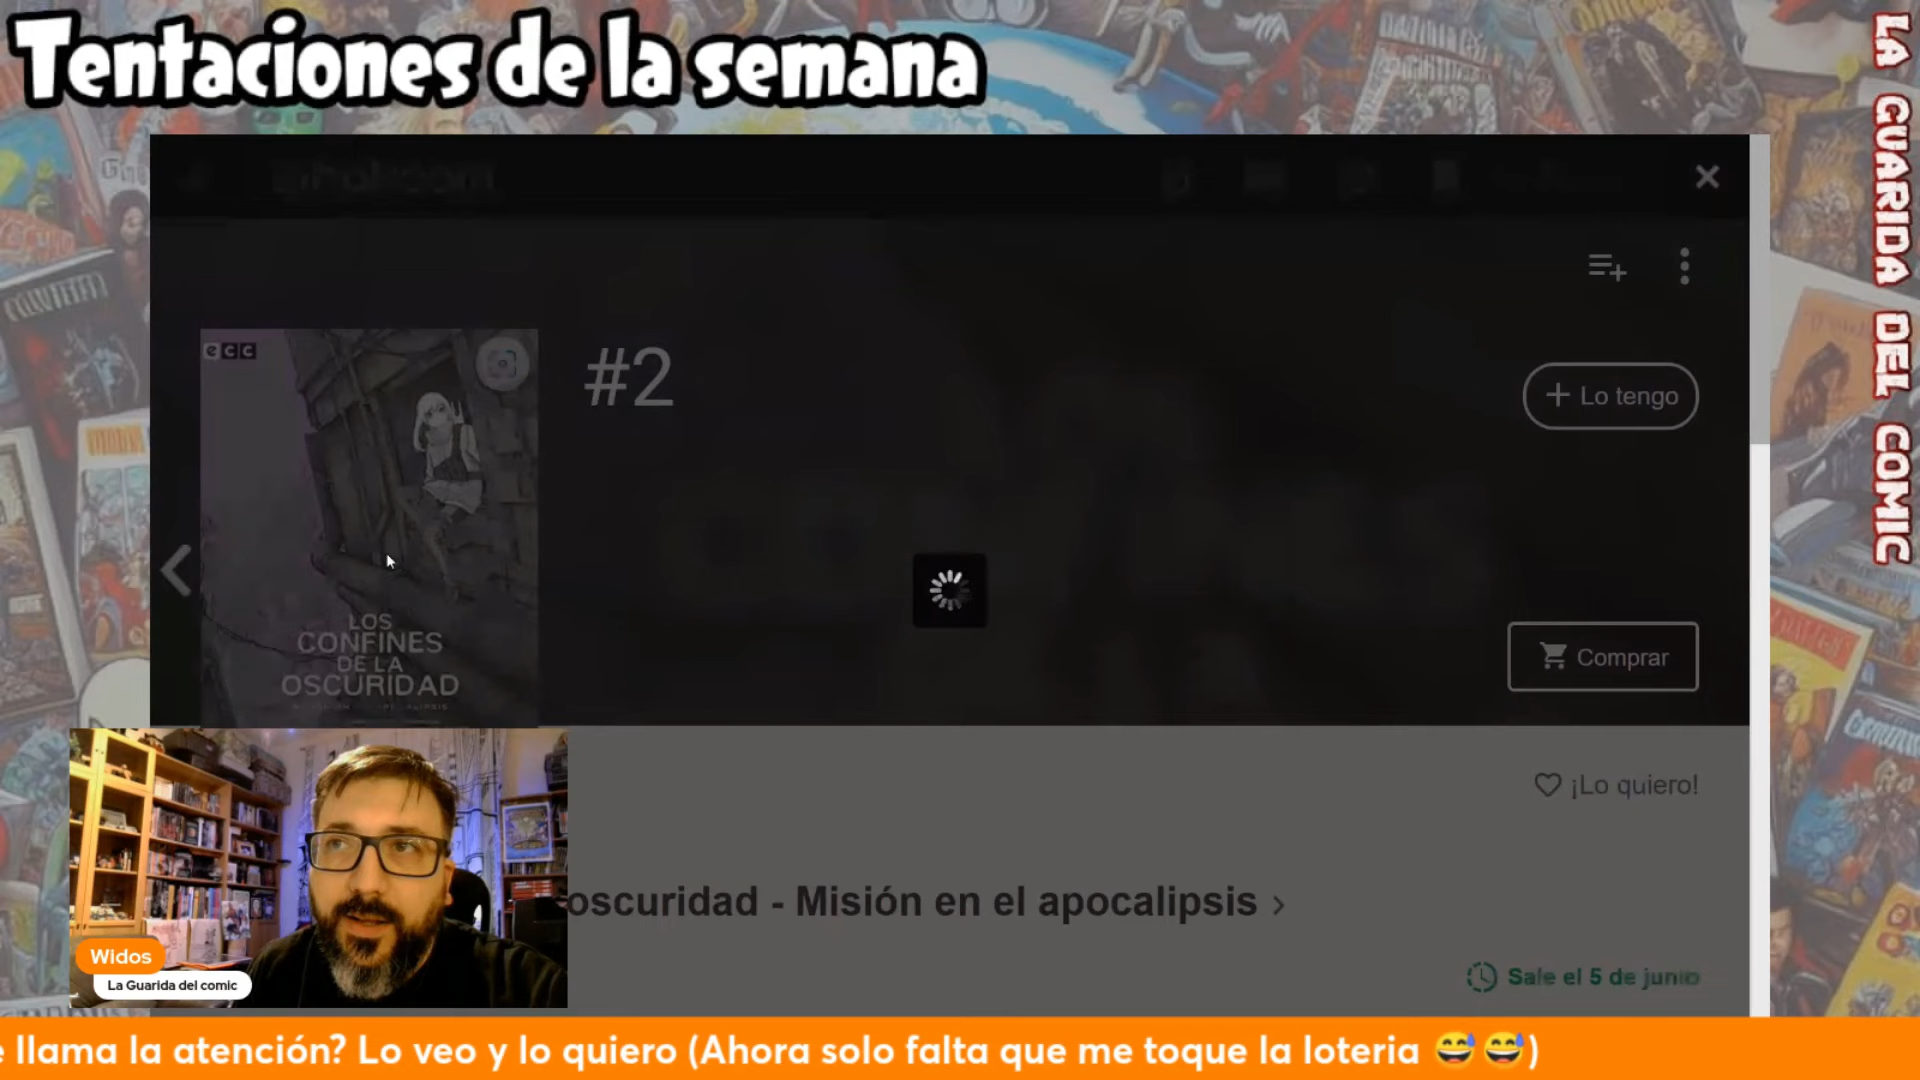 Tentaciones de la semana
LA GUARIDA DEL COMIC
ecc
#2
Lo tengo
LOS
CONFINES
DE LA
OSCURIDAD
Comprar
¡Lo quiero!
oscuridad - Misión en el apocalipsis
Sale el 5 de junio
Widos
La Guarida del comic
e llama la atención? Lo veo y lo quiero (Ahora solo falta que me toque la loteria 😅😅)